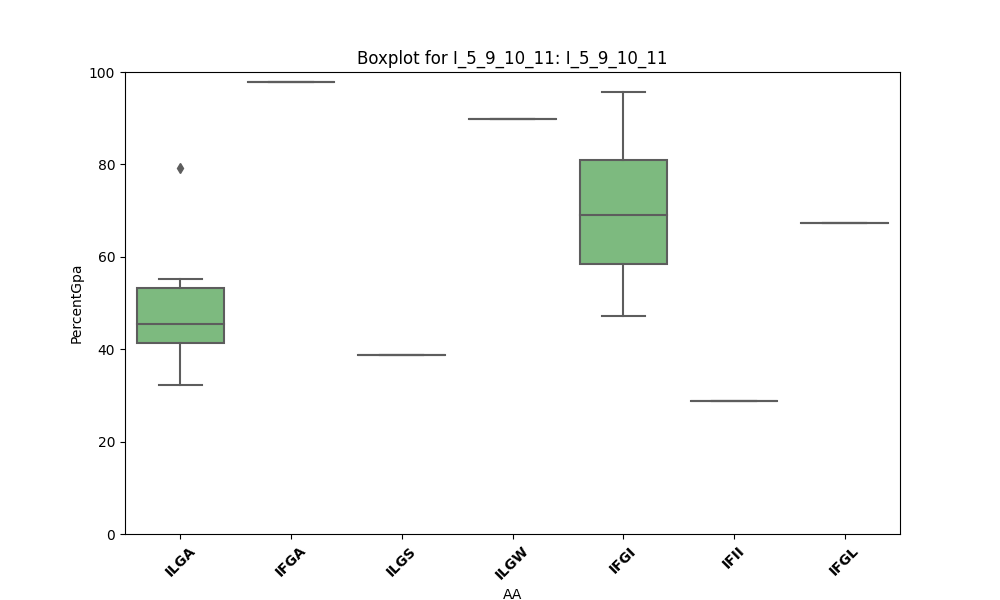 Boxplot for I_5_9_10_11: I_5_9_10_11
100
80
60
40
20
0
PercentGpa
ILGA
IFGA
ILGS
ILGW
IFGI
IFII
IFGL
AA